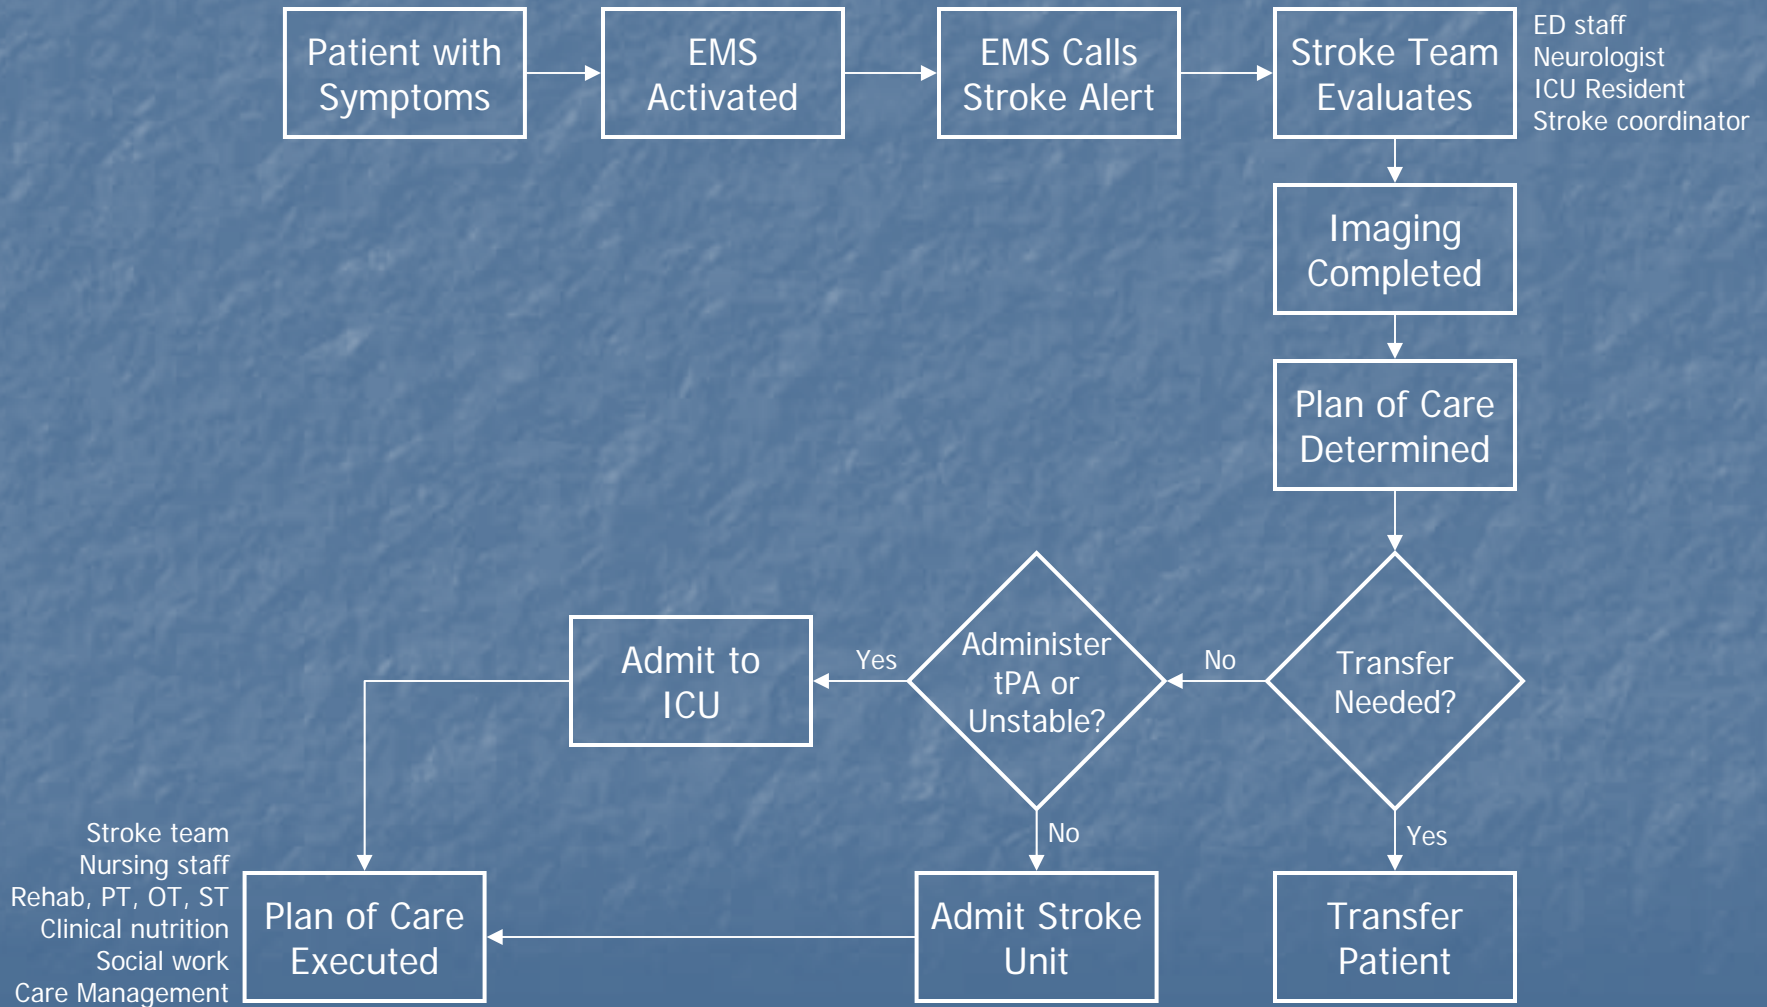 Patient with
Symptoms
EMS
Activated
EMS Calls
Stroke Alert
Stroke Team
Evaluates
ED staff
Neurologist
ICU Resident
Stroke coordinator
Imaging
Completed
Plan of Care
Determined
Transfer
Needed?
No
Yes
Administer
tPA or
Unstable?
Yes
No
Admit to
ICU
Stroke team
Nursing staff
Rehab, PT, OT, ST
Clinical nutrition
Social work
Care Management
Plan of Care
Executed
Admit Stroke
Unit
Transfer
Patient